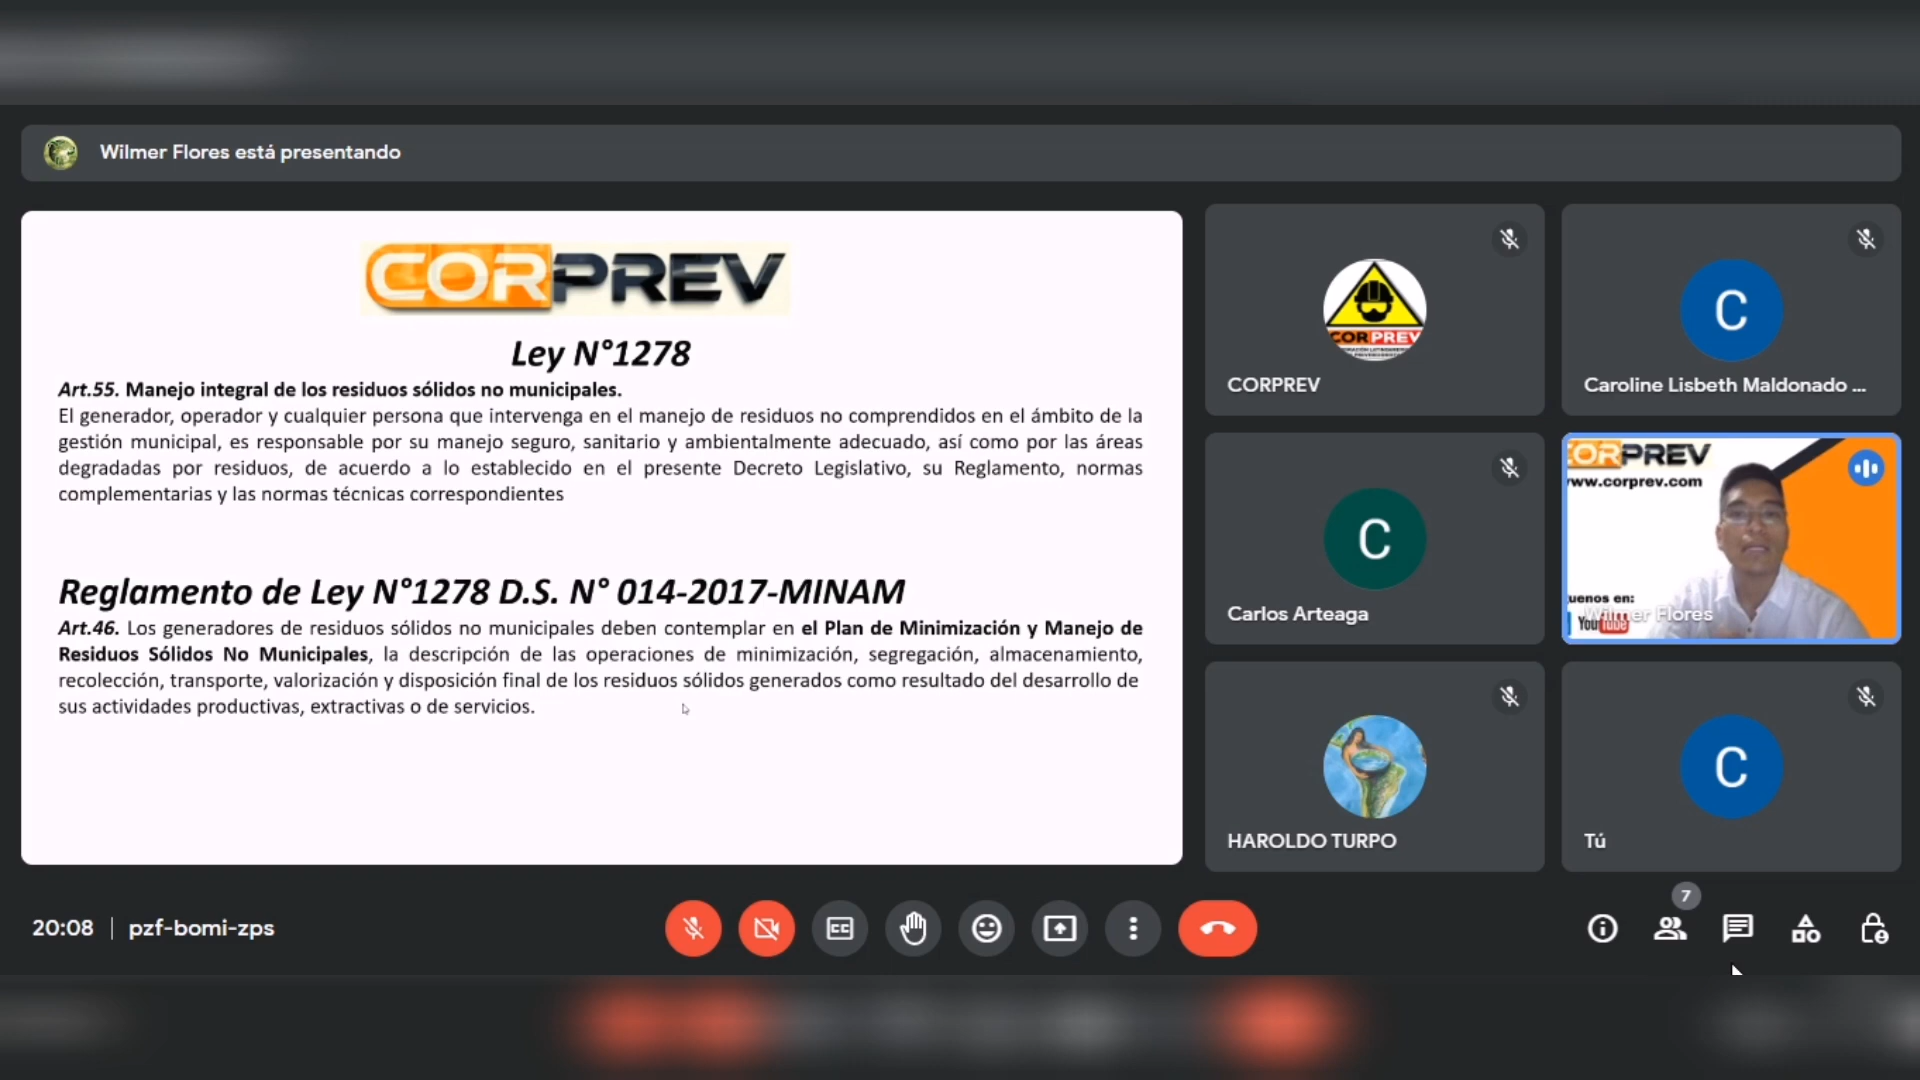 Wilmer Flores está presentando
CORPREV
Ley N°1278
Art.55. Manejo integral de los residuos sólidos no municipales.
El generador, operador y cualquier persona que intervenga en el manejo de residuos no comprendidos en el ámbito de la
gestión municipal, es responsable por su manejo seguro, sanitario y ambientalmente adecuado, así como por las áreas
degradadas por residuos, de acuerdo a lo establecido en el presente Decreto Legislativo, su Reglamento, normas
complementarias y las normas técnicas correspondientes
Reglamento de Ley N°1278 D.S. N° 014-2017-MINAM
Art.46. Los generadores de residuos sólidos no municipales deben contemplar en el Plan de Minimización y Manejo de
Residuos Sólidos No Municipales, la descripción de las operaciones de minimización, segregación, almacenamiento,
recolección, transporte, valorización y disposición final de los residuos sólidos generados como resultado del desarrollo de
sus actividades productivas, extractivas o de servicios.
CORPREV
CORPREV
C
Caroline Lisbeth Maldonado ...
C
Carlos Arteaga
CORPREV
www.corprev.com
uenos en:
YouTube
Wilmer Flores
HAROLDO TURPO
C
Tú
20:08 | pzf-bomi-zps
CC
7